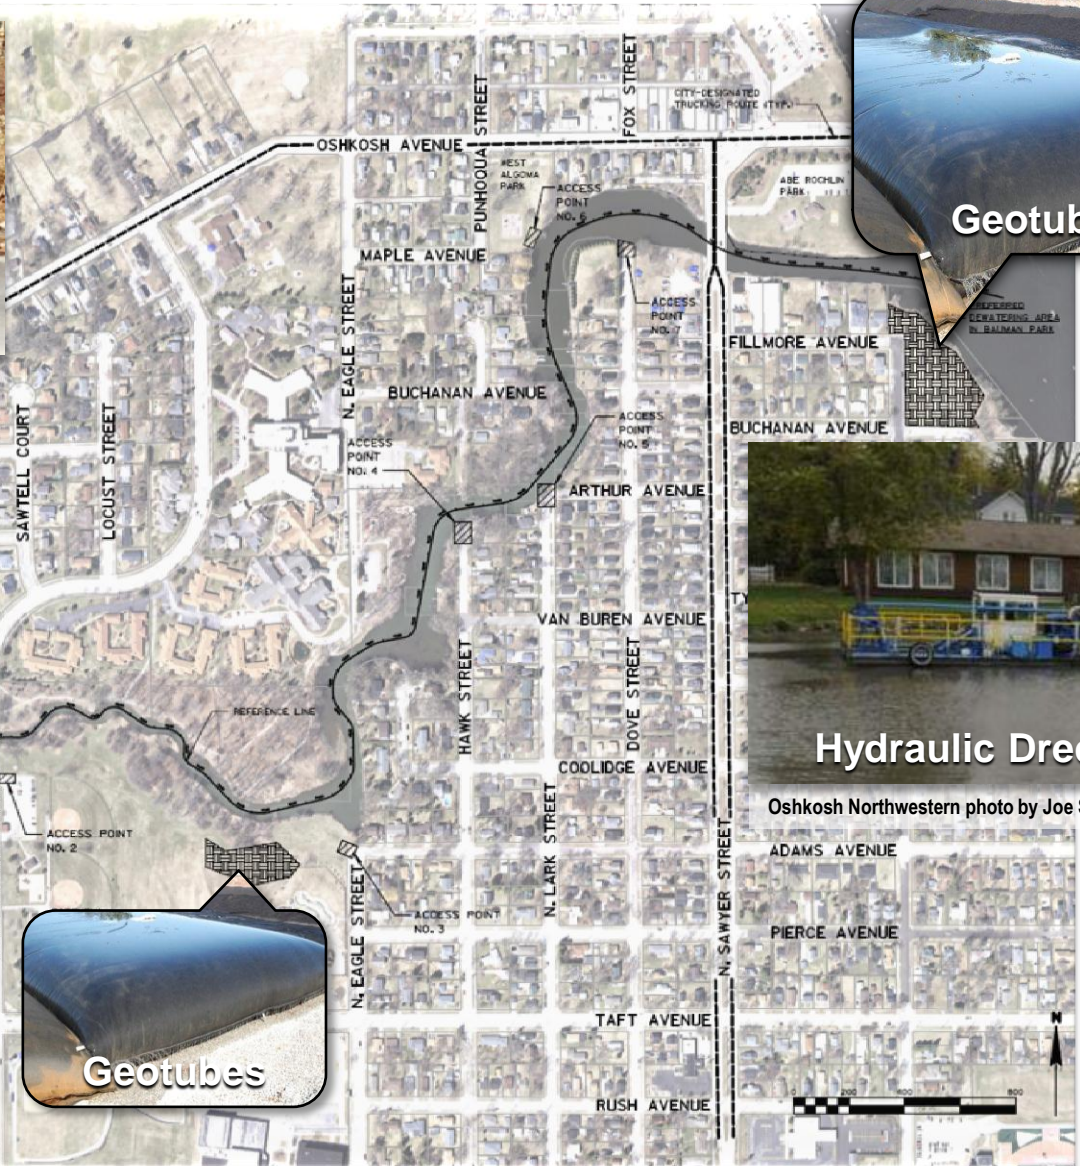 FOX STREET
PUNHOQUA STREET
CITY-DESIGNATED
TRUCKING ROUTE (TYP.)
OSHKOSH AVENUE
WEST
ALGOMA
PARK
ACCESS
POINT
NO. 6
ABE ROCHLIN
PARK
Geotub
MAPLE AVENUE
N. EAGLE STREET
ACCESS
POINT
NO. 7
PREFERRED
DEWATERING AREA
IN BAUMAN PARK
FILLMORE AVENUE
BUCHANAN AVENUE
ACCESS
POINT
NO. 5
BUCHANAN AVENUE
SAWTELL COURT
LOCUST STREET
ACCESS
POINT
NO. 4
ARTHUR AVENUE
TY
VAN BUREN AVENUE
HAWK STREET
DOVE STREET
REFERENCE LINE
Hydraulic Dre
COOLIDGE AVENUE
Oshkosh Northwestern photo by Joe
ACCESS POINT
NO. 2
N. LARK STREET
N. SAWYER STREET
ADAMS AVENUE
N. EAGLE STREET
ACCESS POINT
NO. 3
PIERCE AVENUE
TAFT AVENUE
N
Geotubes
0 200 400 800
RUSH AVENUE